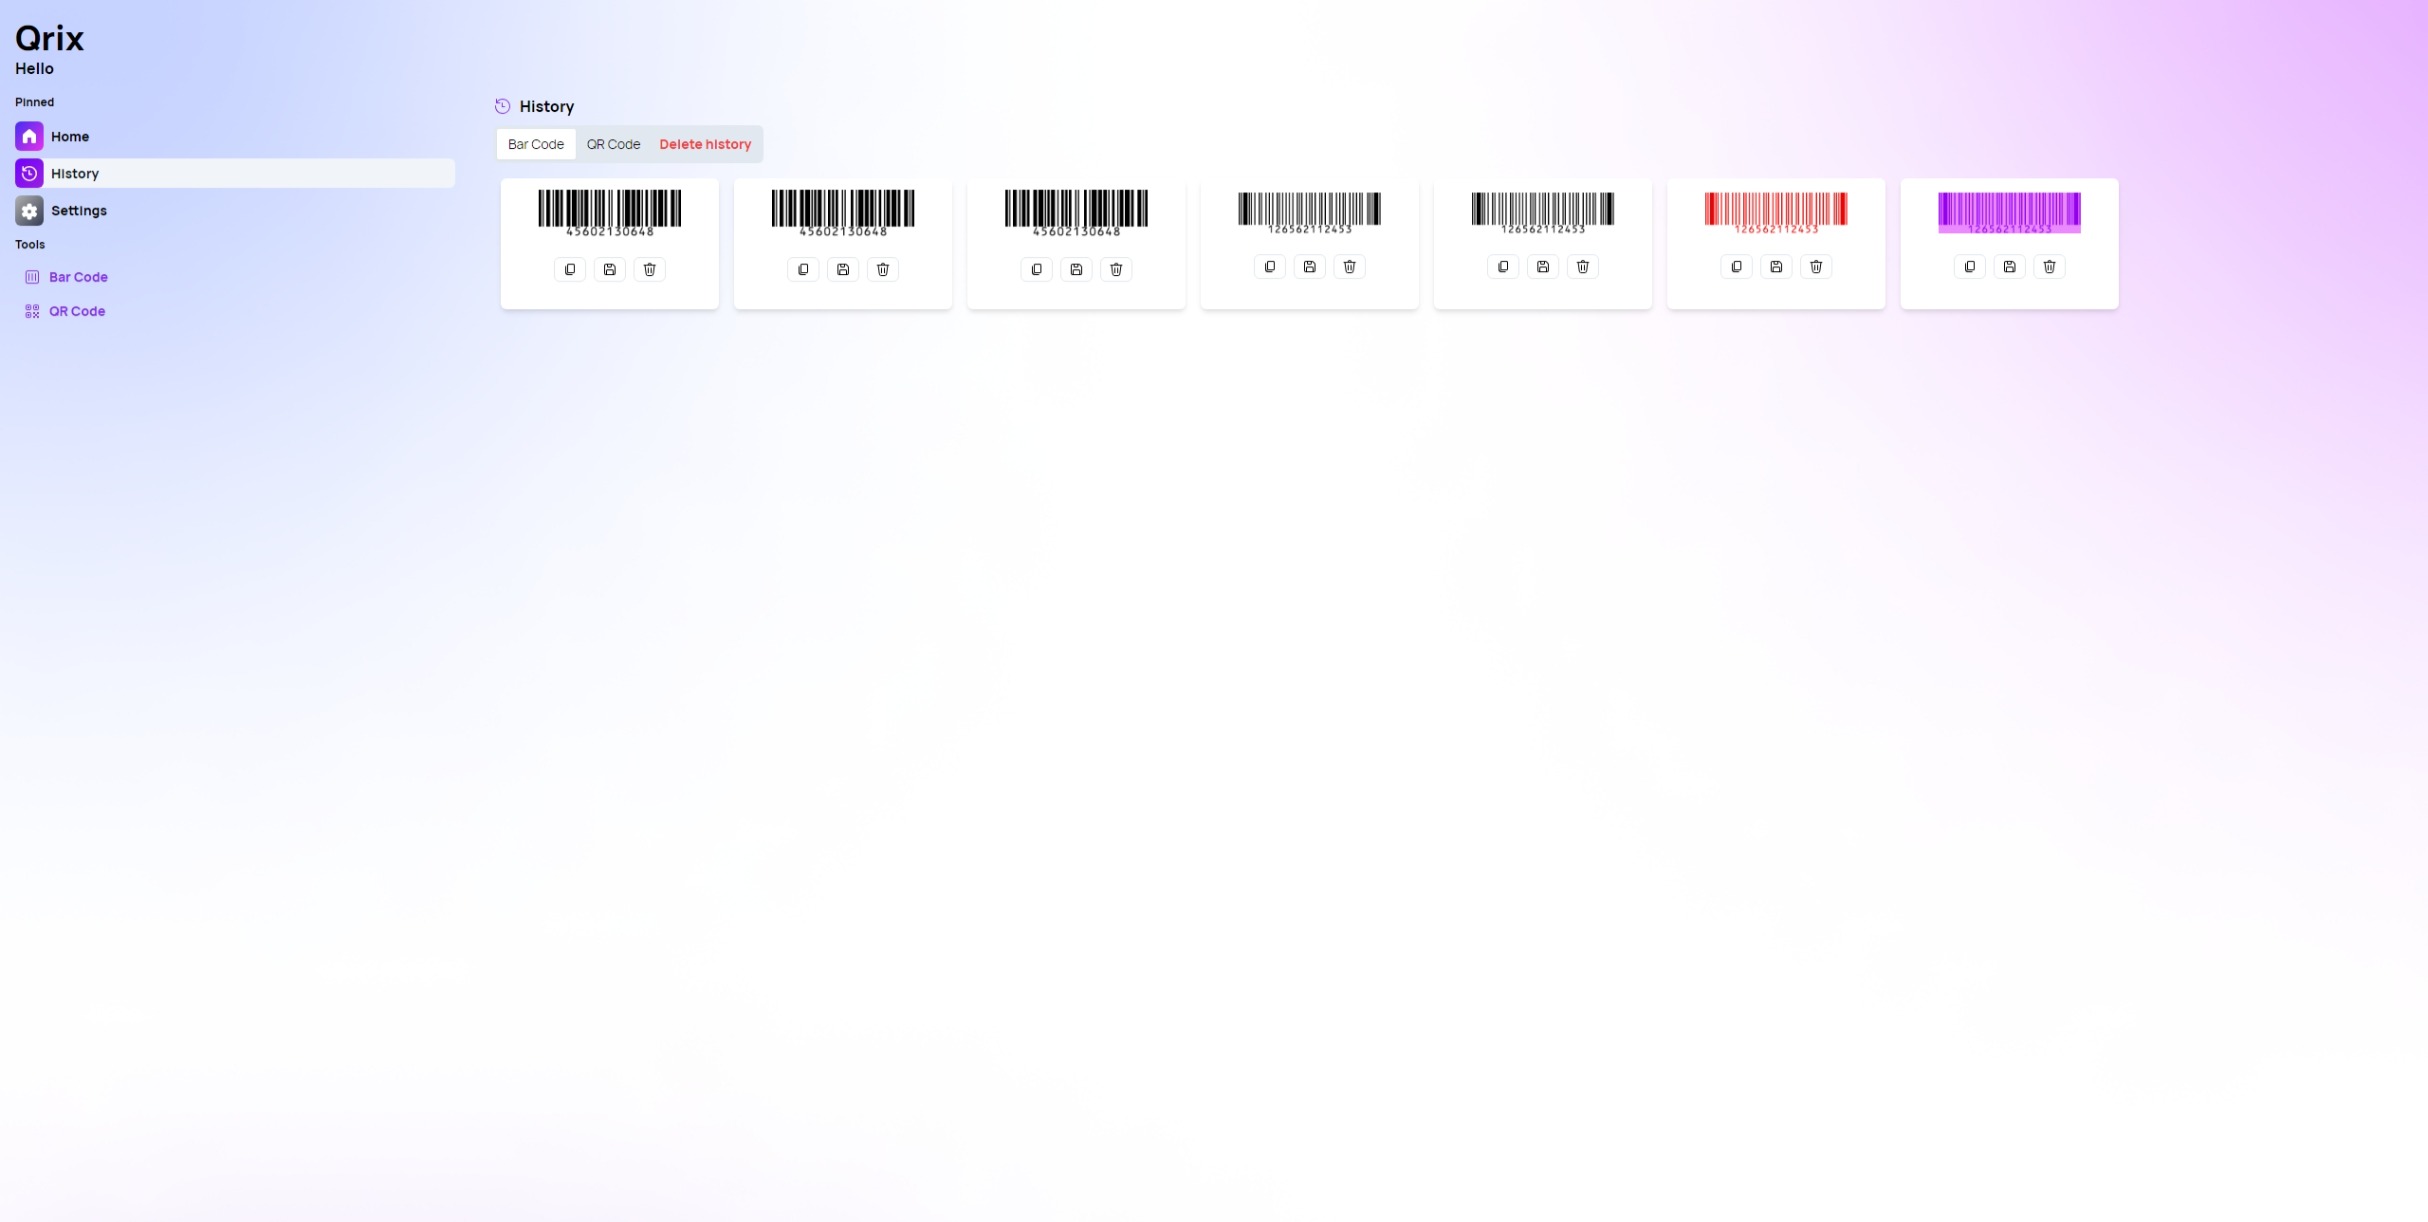 Qrix
Hello
Pinned
Home
History
Settings
Tools
Bar Code
QR Code
History
Bar Code QR Code Delete history
45602130648 45602130648 45602130648 126562112453 126562112453 126562112453 126562112453